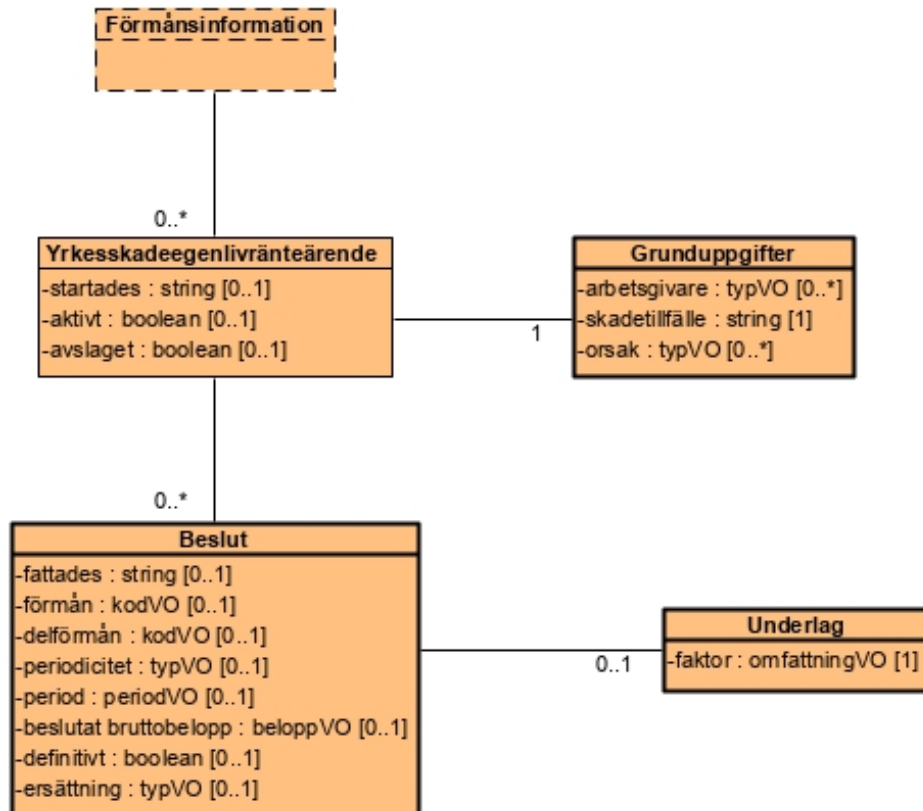 Förmånsinformation
0..*
Yrkesskadeegenlivränteärende
-startades : string [0..1]
-aktivt : boolean [0..1]
-avslaget : boolean [0..1]
1
Grunduppgifter
-arbetsgivare : typVO [0..*]
-skadetillfälle : string [1]
-orsak : typVO [0..*]
0..*
Beslut
-fattades : string [0..1]
-förmån : kodVO [0..1]
-delförmån : kodVO [0..1]
-periodicitet : typVO [0..1]
-period : periodVO [0..1]
-beslutat bruttobelopp : beloppVO [0..1]
-definitivt : boolean [0..1]
-ersättning : typVO [0..1]
0..1
Underlag
-faktor : omfattningVO [1]